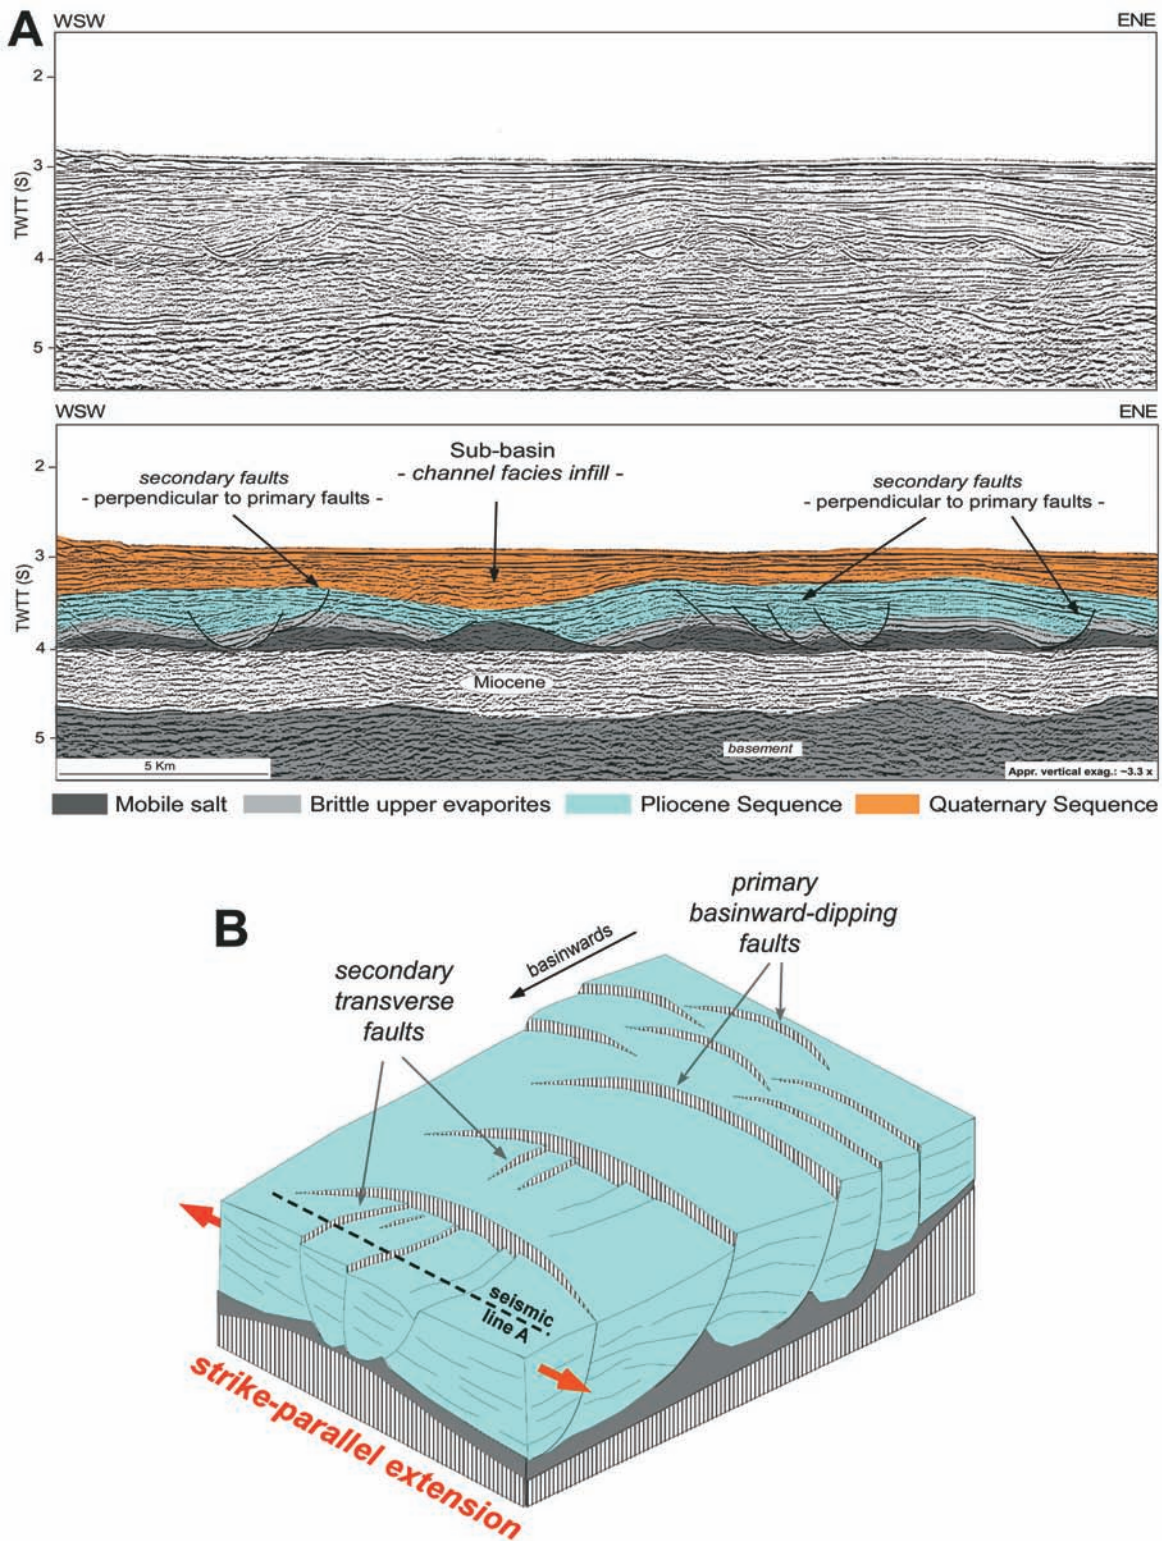 A
WSW
ENE
2
3
4
5
TWTT (S)
WSW
ENE
2
3
4
5
TWTT (S)
Sub-basin
- channel facies infill -
secondary faults
- perpendicular to primary faults -
secondary faults
- perpendicular to primary faults -
Miocene
basement
5 Km
Appr. vertical exag.: ~3.3 x
Mobile salt
Brittle upper evaporites
Pliocene Sequence
Quaternary Sequence
B
primary
basinward-dipping
faults
basinwards
secondary
transverse
faults
seismic
line A
strike-parallel extension